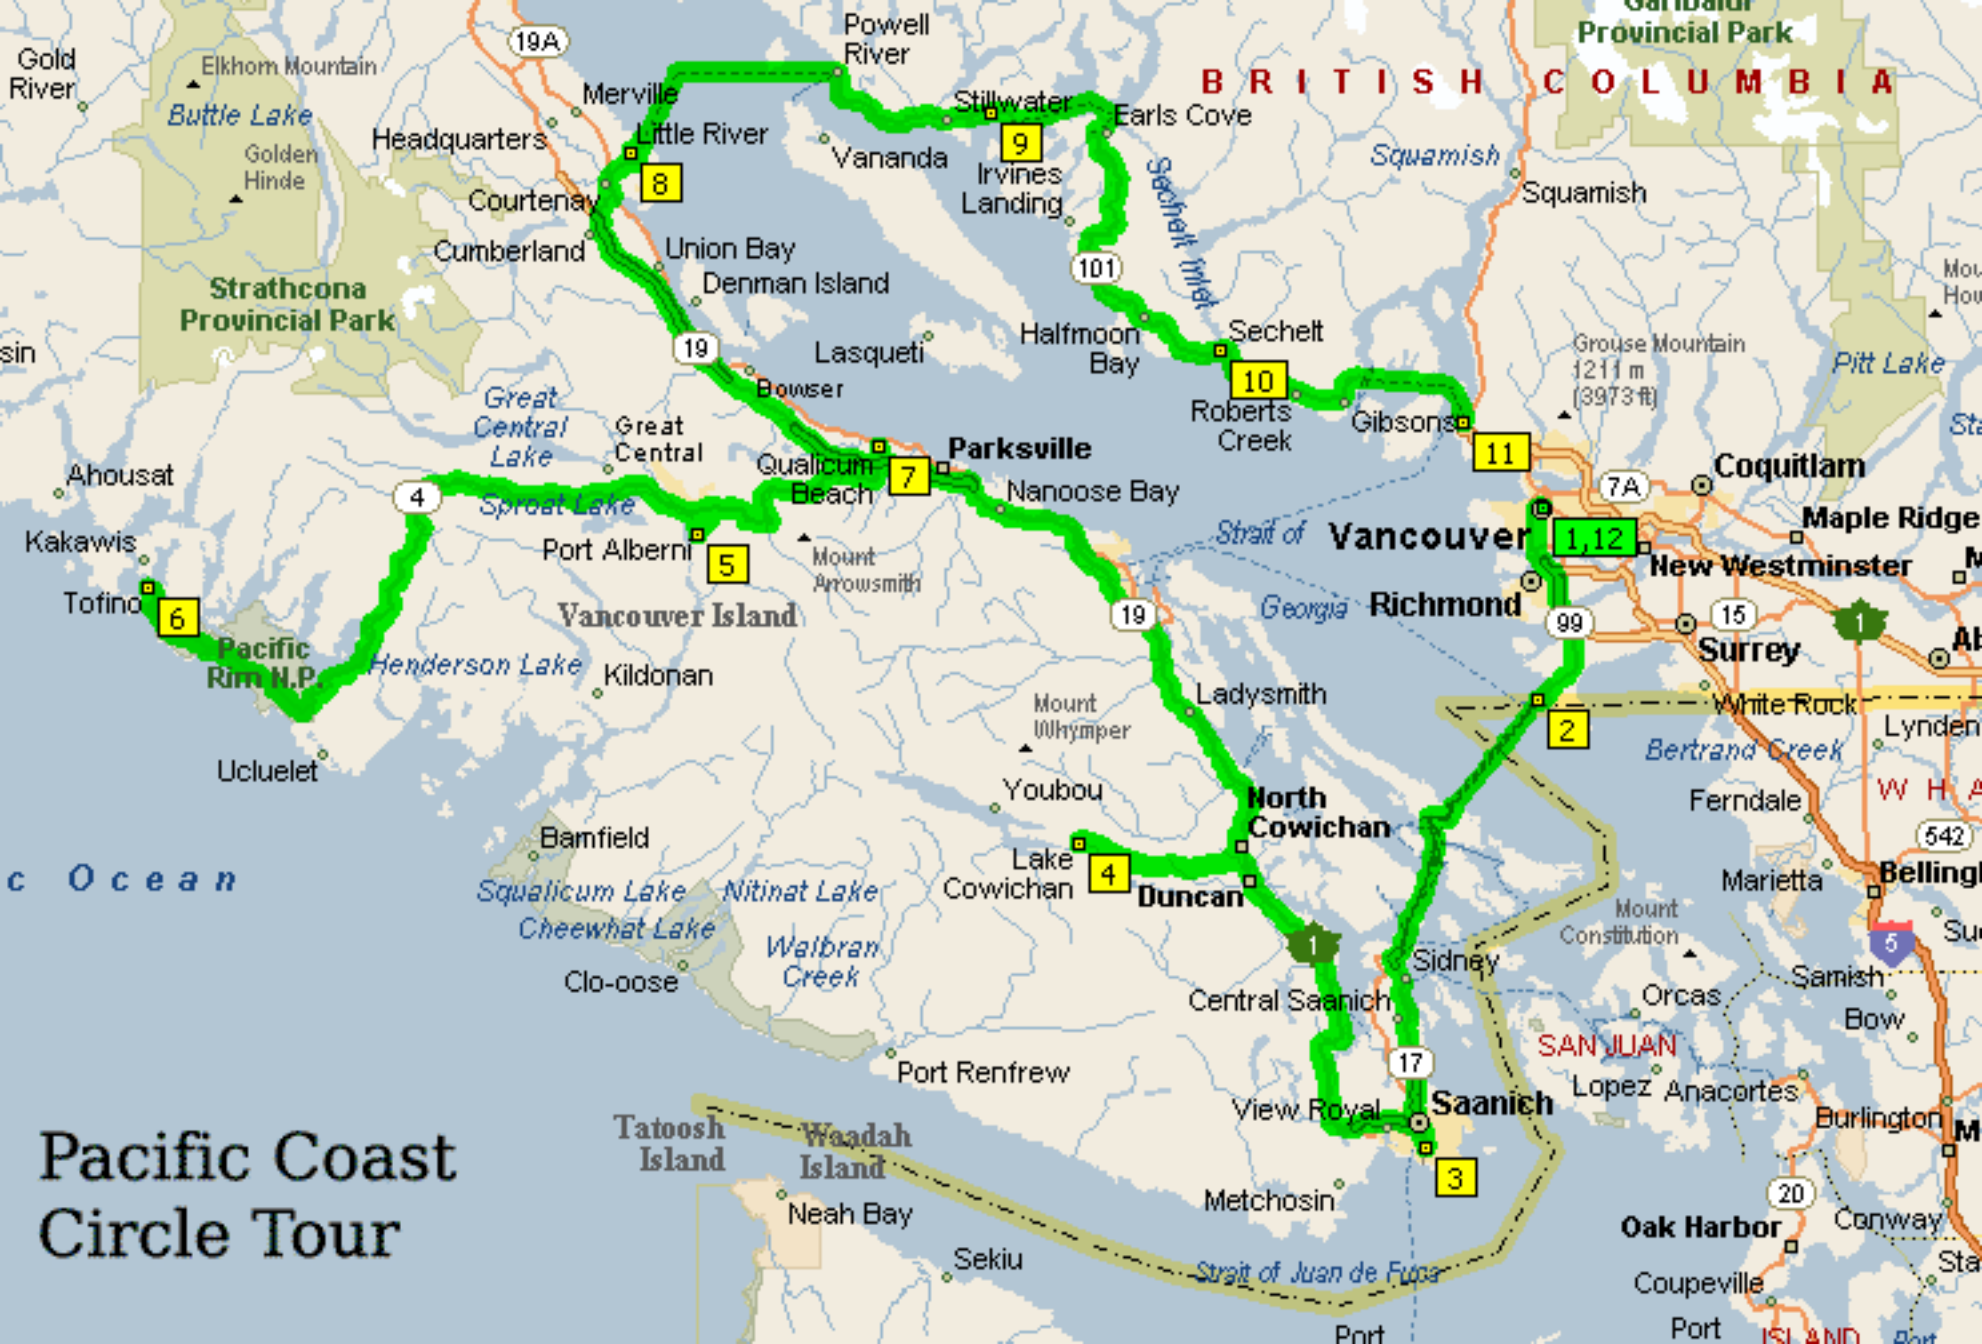 Garibaldi
Provincial Park
Powell
River
19A
Gold
River
Elkhorn Mountain
BRITISH COLUMBIA
Merville
Buttle Lake
Stillwater
Earls Cove
Headquarters
Little River
9
Golden
Hinde
Vananda
Irvines
Landing
Squamish
Squamish
8
Courtenay
Sechelt Inlet
Cumberland
Union Bay
Denman Island
101
Strathcona
Provincial Park
Halfmoon
Bay
Sechelt
19
Lasqueti
Grouse Mountain
1211 m
(3973 ft)
Pitt Lake
Bowser
10
Great
Central
Lake
Great
Central
Roberts
Creek
Gibsons
11
Parksville
Qualicum
Beach
7
Coquitlam
Ahousat
4
Sproat Lake
Nanoose Bay
7A
Maple Ridge
Kakawis
Port Alberni
5
Mount
Arrowsmith
Strait of
Georgia
Vancouver
1,12
New Westminster
Tofino
6
Vancouver Island
19
Richmond
99
15
1
Surrey
Pacific
Rim N.P.
Henderson Lake
Kildonan
Ladysmith
White Rock
Mount
Whymper
2
Lynden
Bertrand Creek
Ucluelet
Youbou
North
Cowichan
Ferndale
W H A
542
Bamfield
Lake
Cowichan
4
Duncan
Marietta
c Ocean
Squalicum Lake
Nitinat Lake
Cheewhat Lake
Walbran
Creek
1
Mount
Constitution
5
Clo-oose
Sidney
Samish
Central Saanich
Orcas
Bow
SAN JUAN
Port Renfrew
17
Lopez
Anacortes
View Royal
Saanich
Burlington
Tatoosh
Island
Waadah
Island
Pacific Coast
Circle Tour
3
Metchosin
20
Neah Bay
Oak Harbor
Conway
Sekiu
Strait of Juan de Fuca
Coupeville
Port
Port
ISLAND